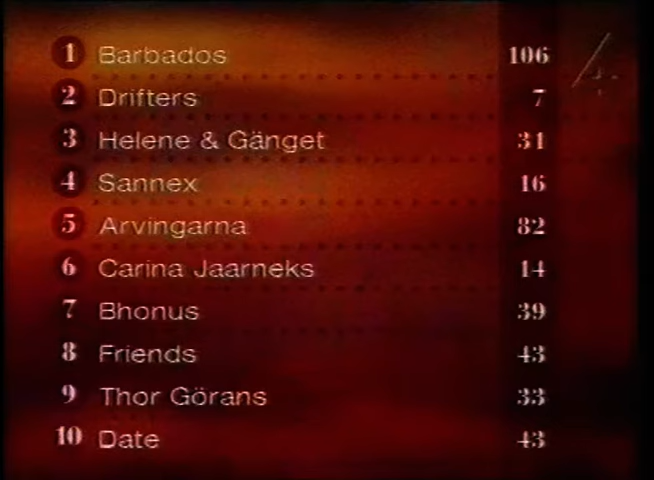 1 Barbados 106
2 Drifters 7
3 Helene & Gänget 31
4 Sannex 16
5 Arvingarna 82
6 Carina Jaarneks 14
7 Bhonus 39
8 Friends 43
9 Thor Görans 33
10 Date 43
4